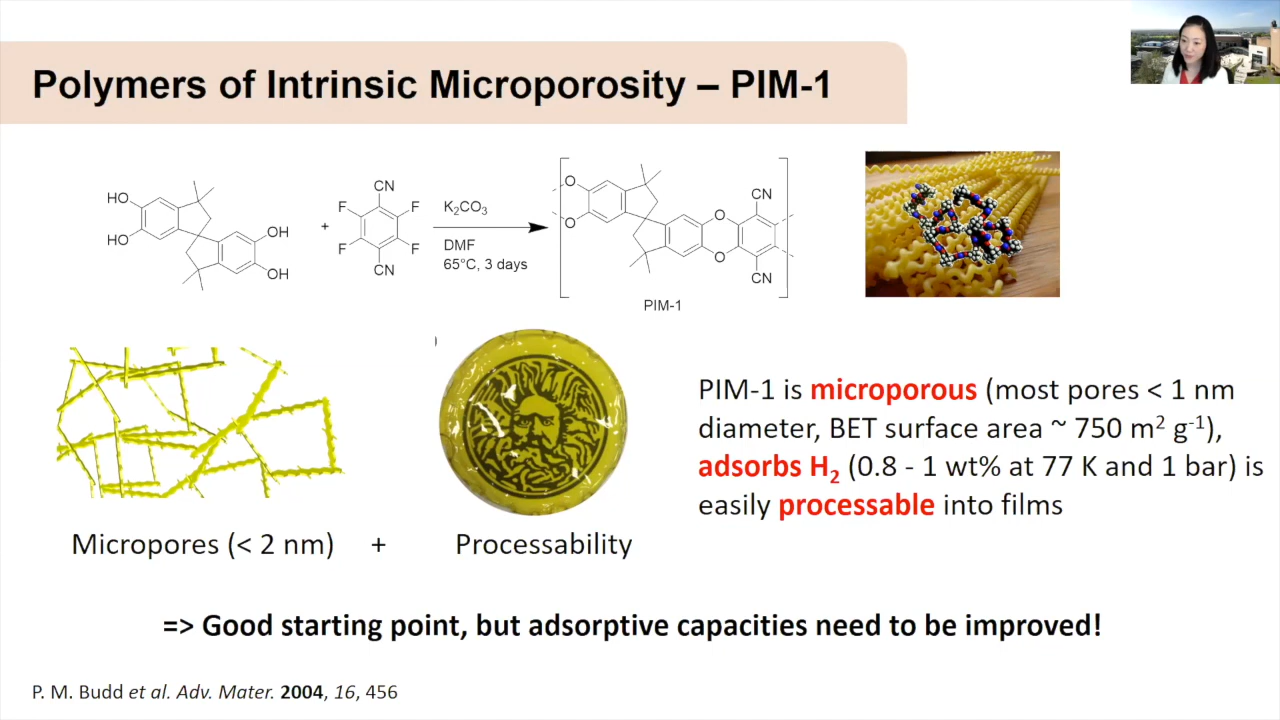 Polymers of Intrinsic Microporosity – PIM-1
HO
HO
OH
OH
+
CN
F
F
F
F
CN
K₂CO₃
DMF
65°C, 3 days
O
O
O
O
CN
CN
PIM-1
Micropores (< 2 nm) + Processability
PIM-1 is microporous (most pores < 1 nm
diameter, BET surface area ~ 750 m² g⁻¹),
adsorbs H₂ (0.8 - 1 wt% at 77 K and 1 bar) is
easily processable into films
=> Good starting point, but adsorptive capacities need to be improved!
P. M. Budd et al. Adv. Mater. 2004, 16, 456